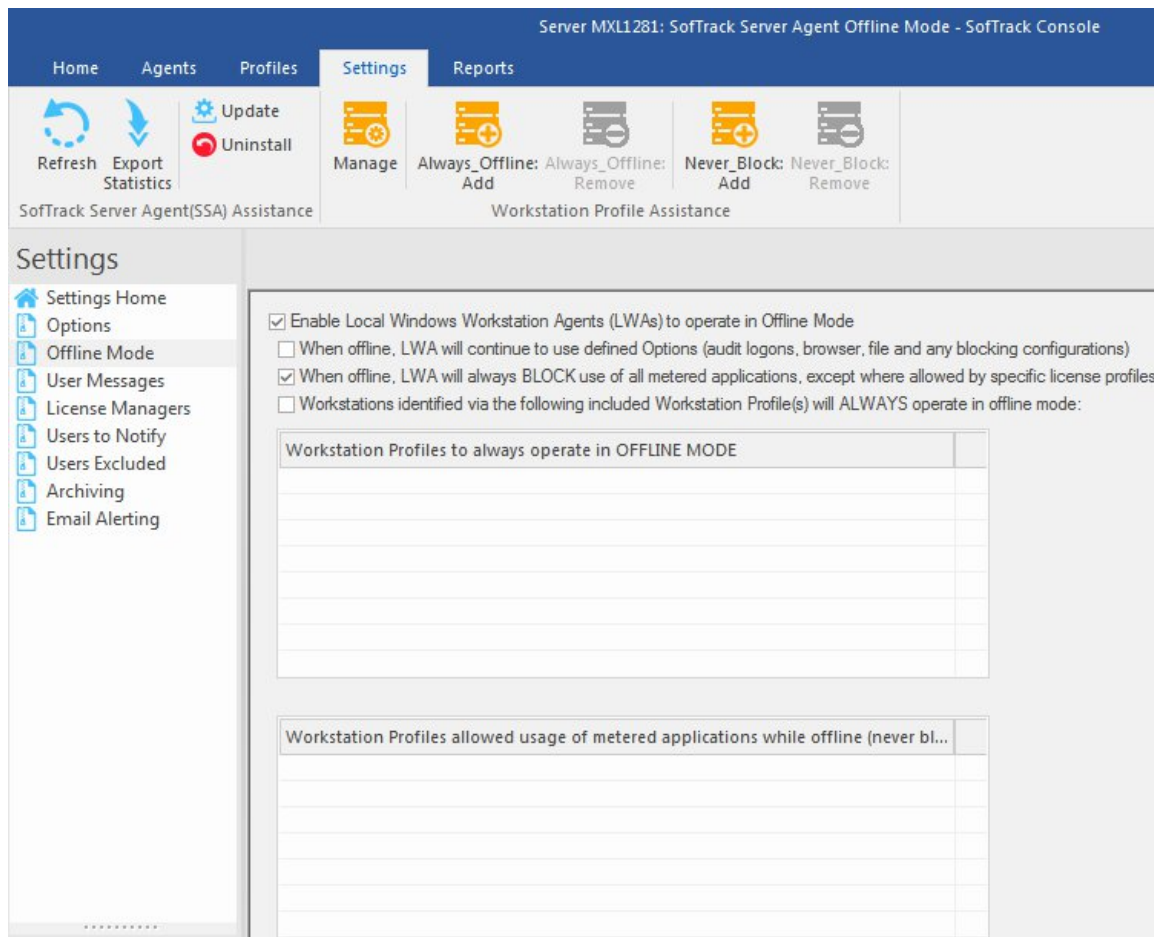 Server MXL1281: SofTrack Server Agent Offline Mode - SofTrack Console
Home Agents Profiles Settings Reports
Refresh
Export
Statistics
Update
Uninstall
SofTrack Server Agent(SSA) Assistance
Manage
Always_Offline:
Add
Always_Offline:
Remove
Never_Block:
Add
Never_Block:
Remove
Workstation Profile Assistance
Settings
Settings Home
Options
Offline Mode
User Messages
License Managers
Users to Notify
Users Excluded
Archiving
Email Alerting
Enable Local Windows Workstation Agents (LWAs) to operate in Offline Mode
When offline, LWA will continue to use defined Options (audit logons, browser, file and any blocking configurations)
When offline, LWA will always BLOCK use of all metered applications, except where allowed by specific license profiles
Workstations identified via the following included Workstation Profile(s) will ALWAYS operate in offline mode:
Workstation Profiles to always operate in OFFLINE MODE
Workstation Profiles allowed usage of metered applications while offline (never bl...